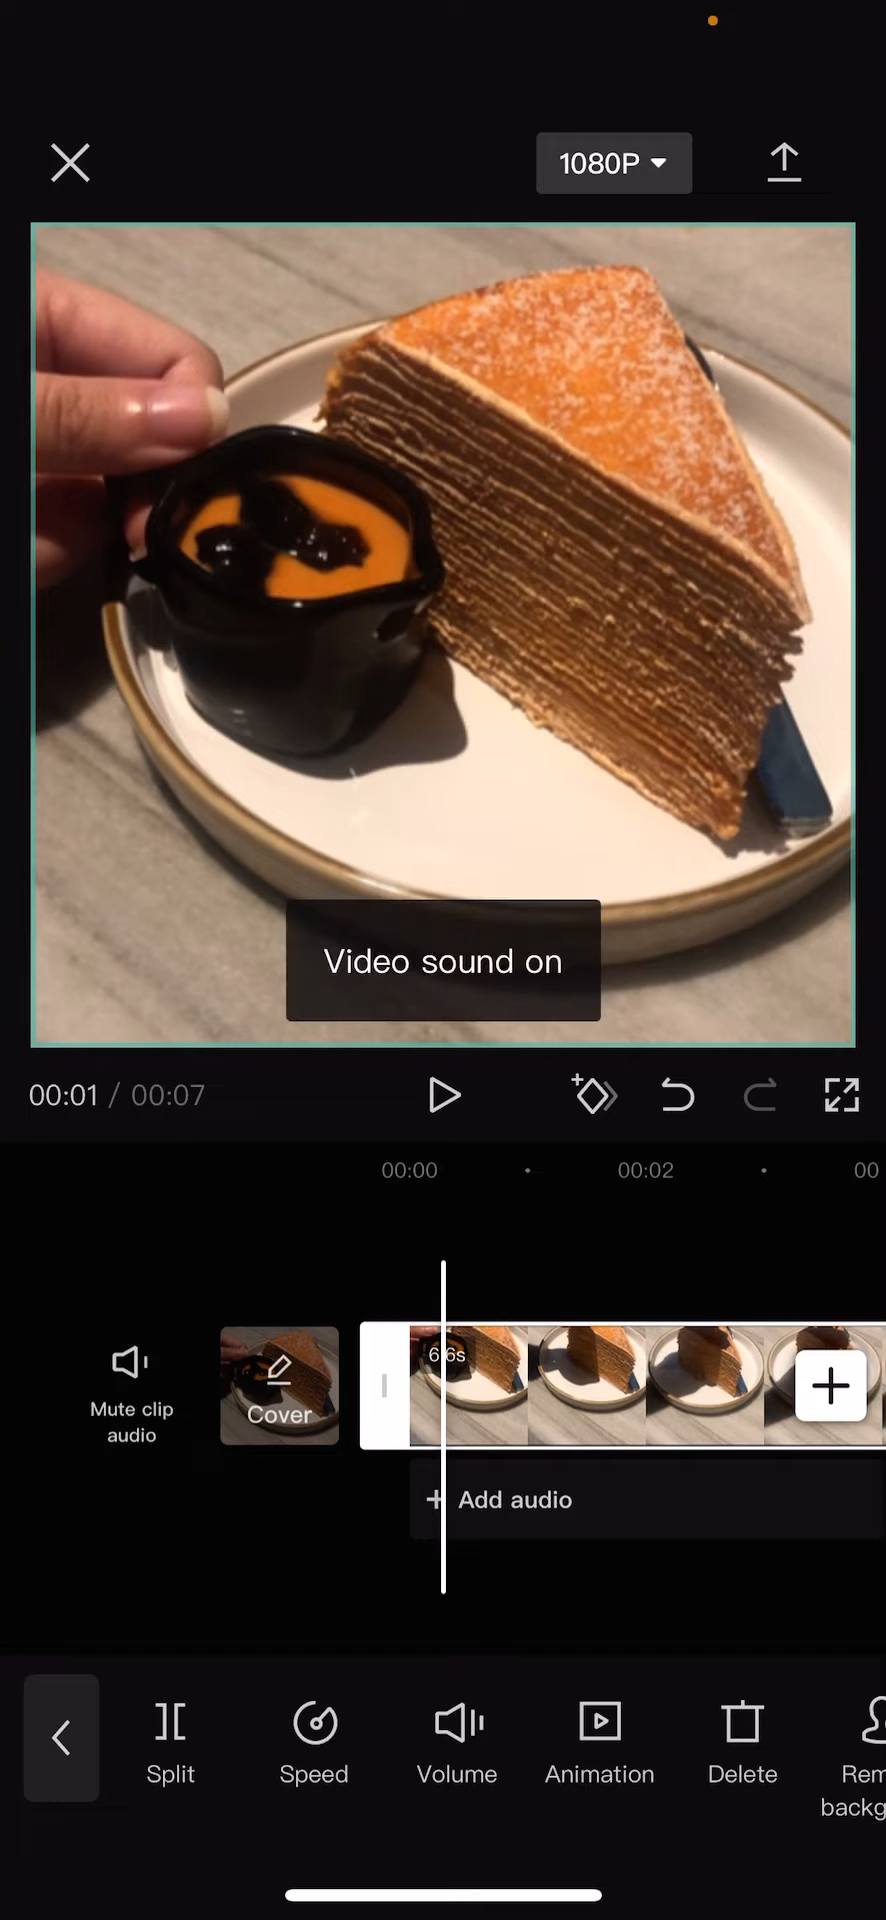 1080P
Video sound on
00:01 / 00:07
00:00
00:02
00
6.6s
Mute clip
audio
Cover
+ Add audio
Split
Speed
Volume
Animation
Delete
Rem
backg